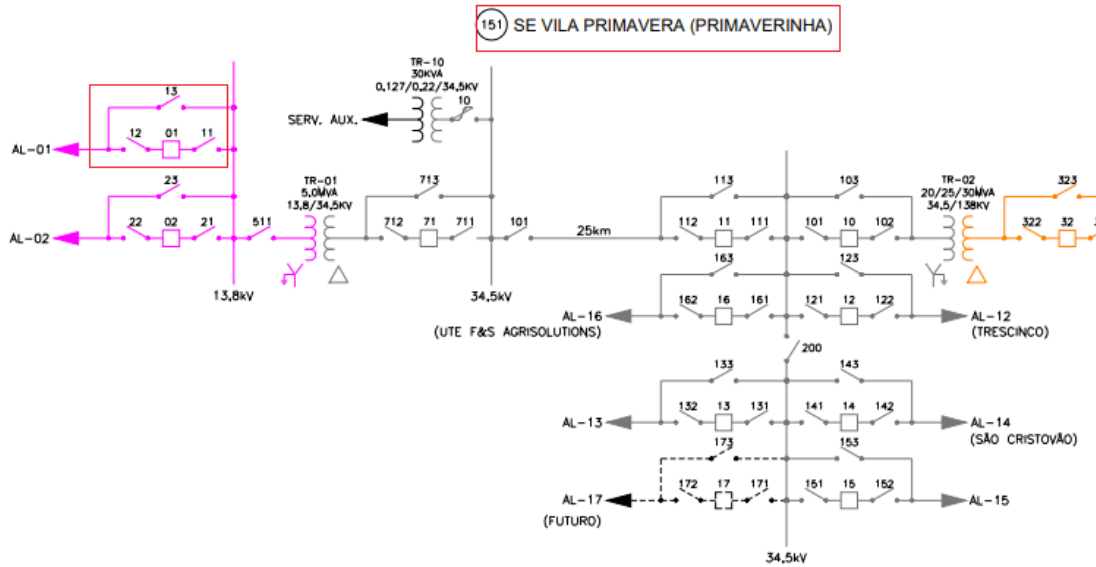 151 SE VILA PRIMAVERA (PRIMAVERINHA)
TR-10
30KVA
0,127/0,22/34,5KV
10
SERV. AUX.
13
12 01 11
AL-01
23
22 02 21 511
AL-02
TR-01
5,0MVA
13,8/34,5KV
713
712 71 711 101
13,8kV
34,5kV
25km
113
112 11 111
103
101 10 102
TR-02
20/25/30MVA
34,5/138KV
323
322 32
163
162 16 161
AL-16
(UTE F&S AGRISOLUTIONS)
123
121 12 122
AL-12
(TRESCINCO)
200
133
132 13 131
AL-13
143
141 14 142
AL-14
(SÃO CRISTOVÃO)
173
172 17 171
AL-17
(FUTURO)
153
151 15 152
AL-15
34,5kV